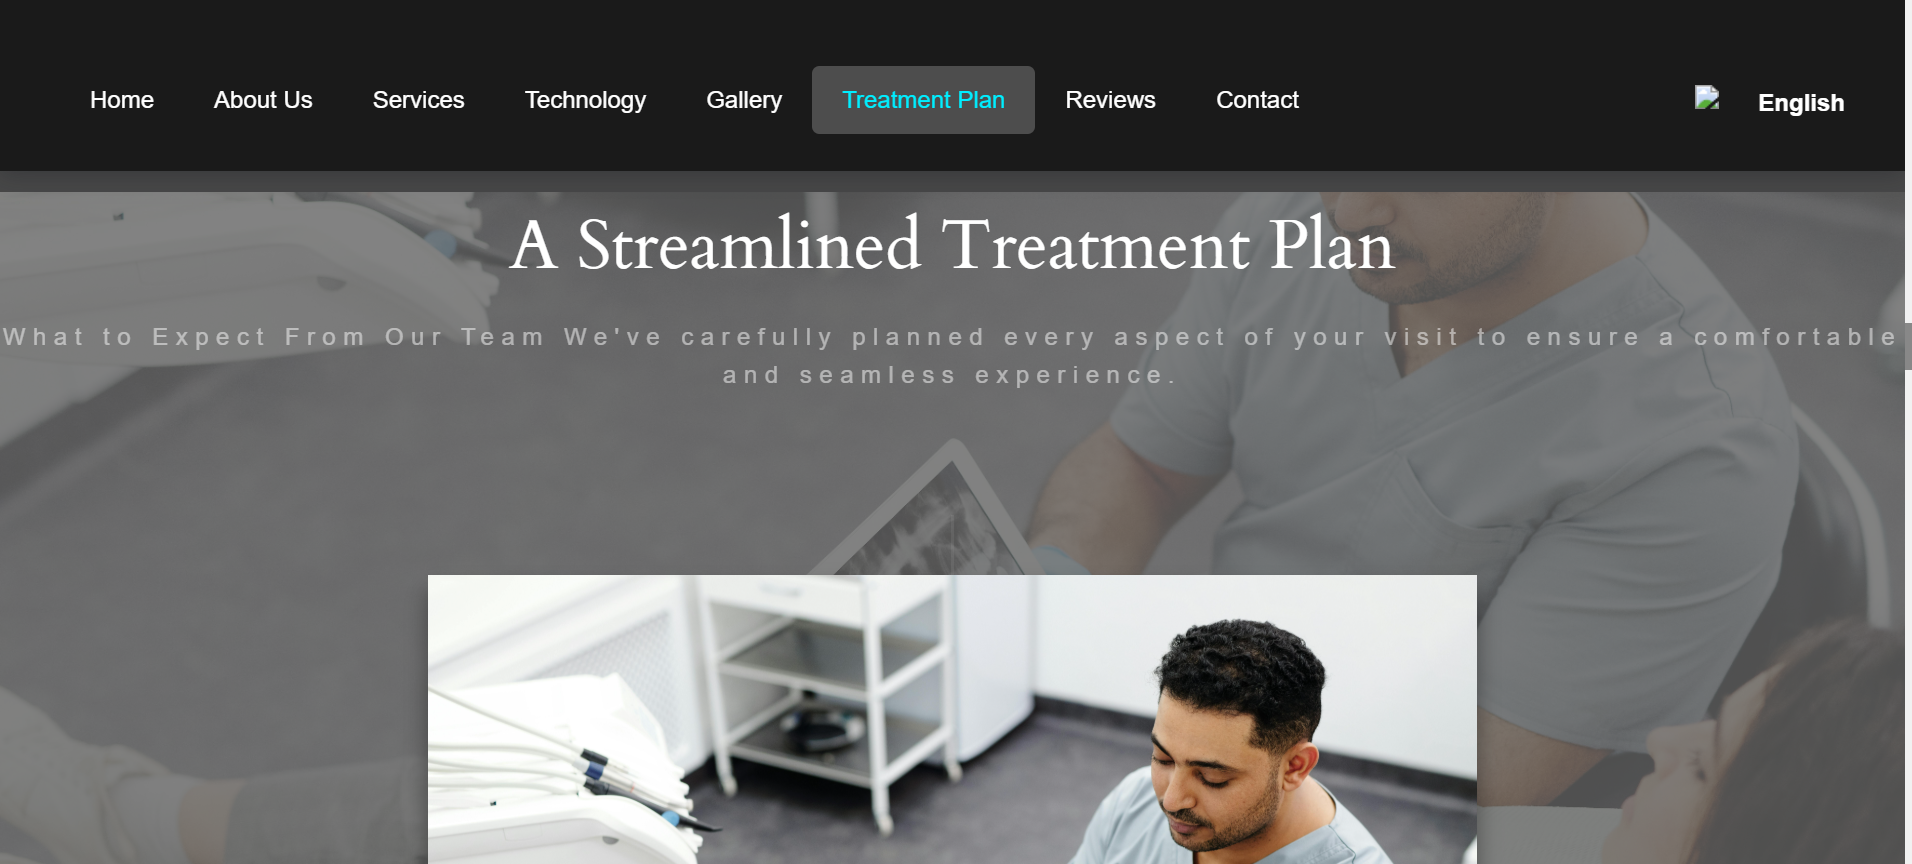 Home About Us Services Technology Gallery Treatment Plan Reviews Contact English
A Streamlined Treatment Plan
What to Expect From Our Team We've carefully planned every aspect of your visit to ensure a comfortable
and seamless experience.